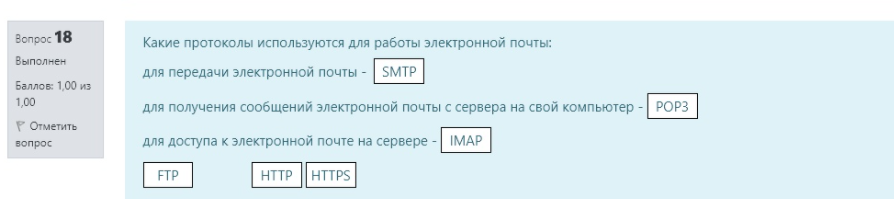 Вопрос 18
Выполнен
Баллов: 1,00 из
1,00
Отметить
вопрос
Какие протоколы используются для работы электронной почты:
для передачи электронной почты - SMTP
для получения сообщений электронной почты с сервера на свой компьютер - POP3
для доступа к электронной почте на сервере - IMAP
FTP HTTP HTTPS